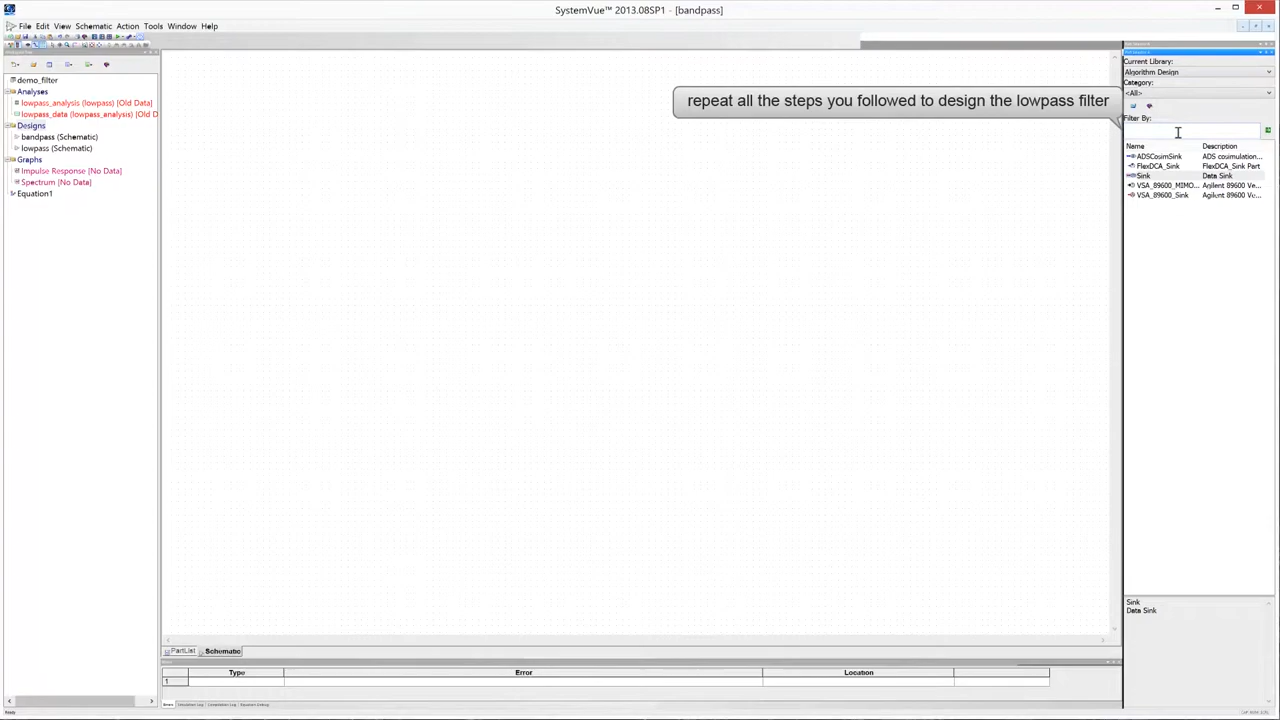 SystemVue™ 2013.08SP1 - [bandpass]
File Edit View Schematic Action Tools Window Help
demo_filter
Analyses
lowpass_analysis (lowpass) [Old Data]
lowpass_data (lowpass_analysis) [Old D
Designs
bandpass (Schematic)
lowpass (Schematic)
Graphs
Impulse Response [No Data]
Spectrum [No Data]
Equation1
repeat all the steps you followed to design the lowpass filter
Current Library:
Algorithm Design
Category:
<All>
Filter By:
Name Description
ADSCosimSink ADS cosimulation...
FlexDCA_Sink FlexDCA_Sink Part
Sink Data Sink
VSA_89600_MIMO... Agilent 89600 Ve...
VSA_89600_Sink Agilent 89600 Ve...
Sink
Data Sink
PartList Schematic
Type Error Location
1
Errors
Ready